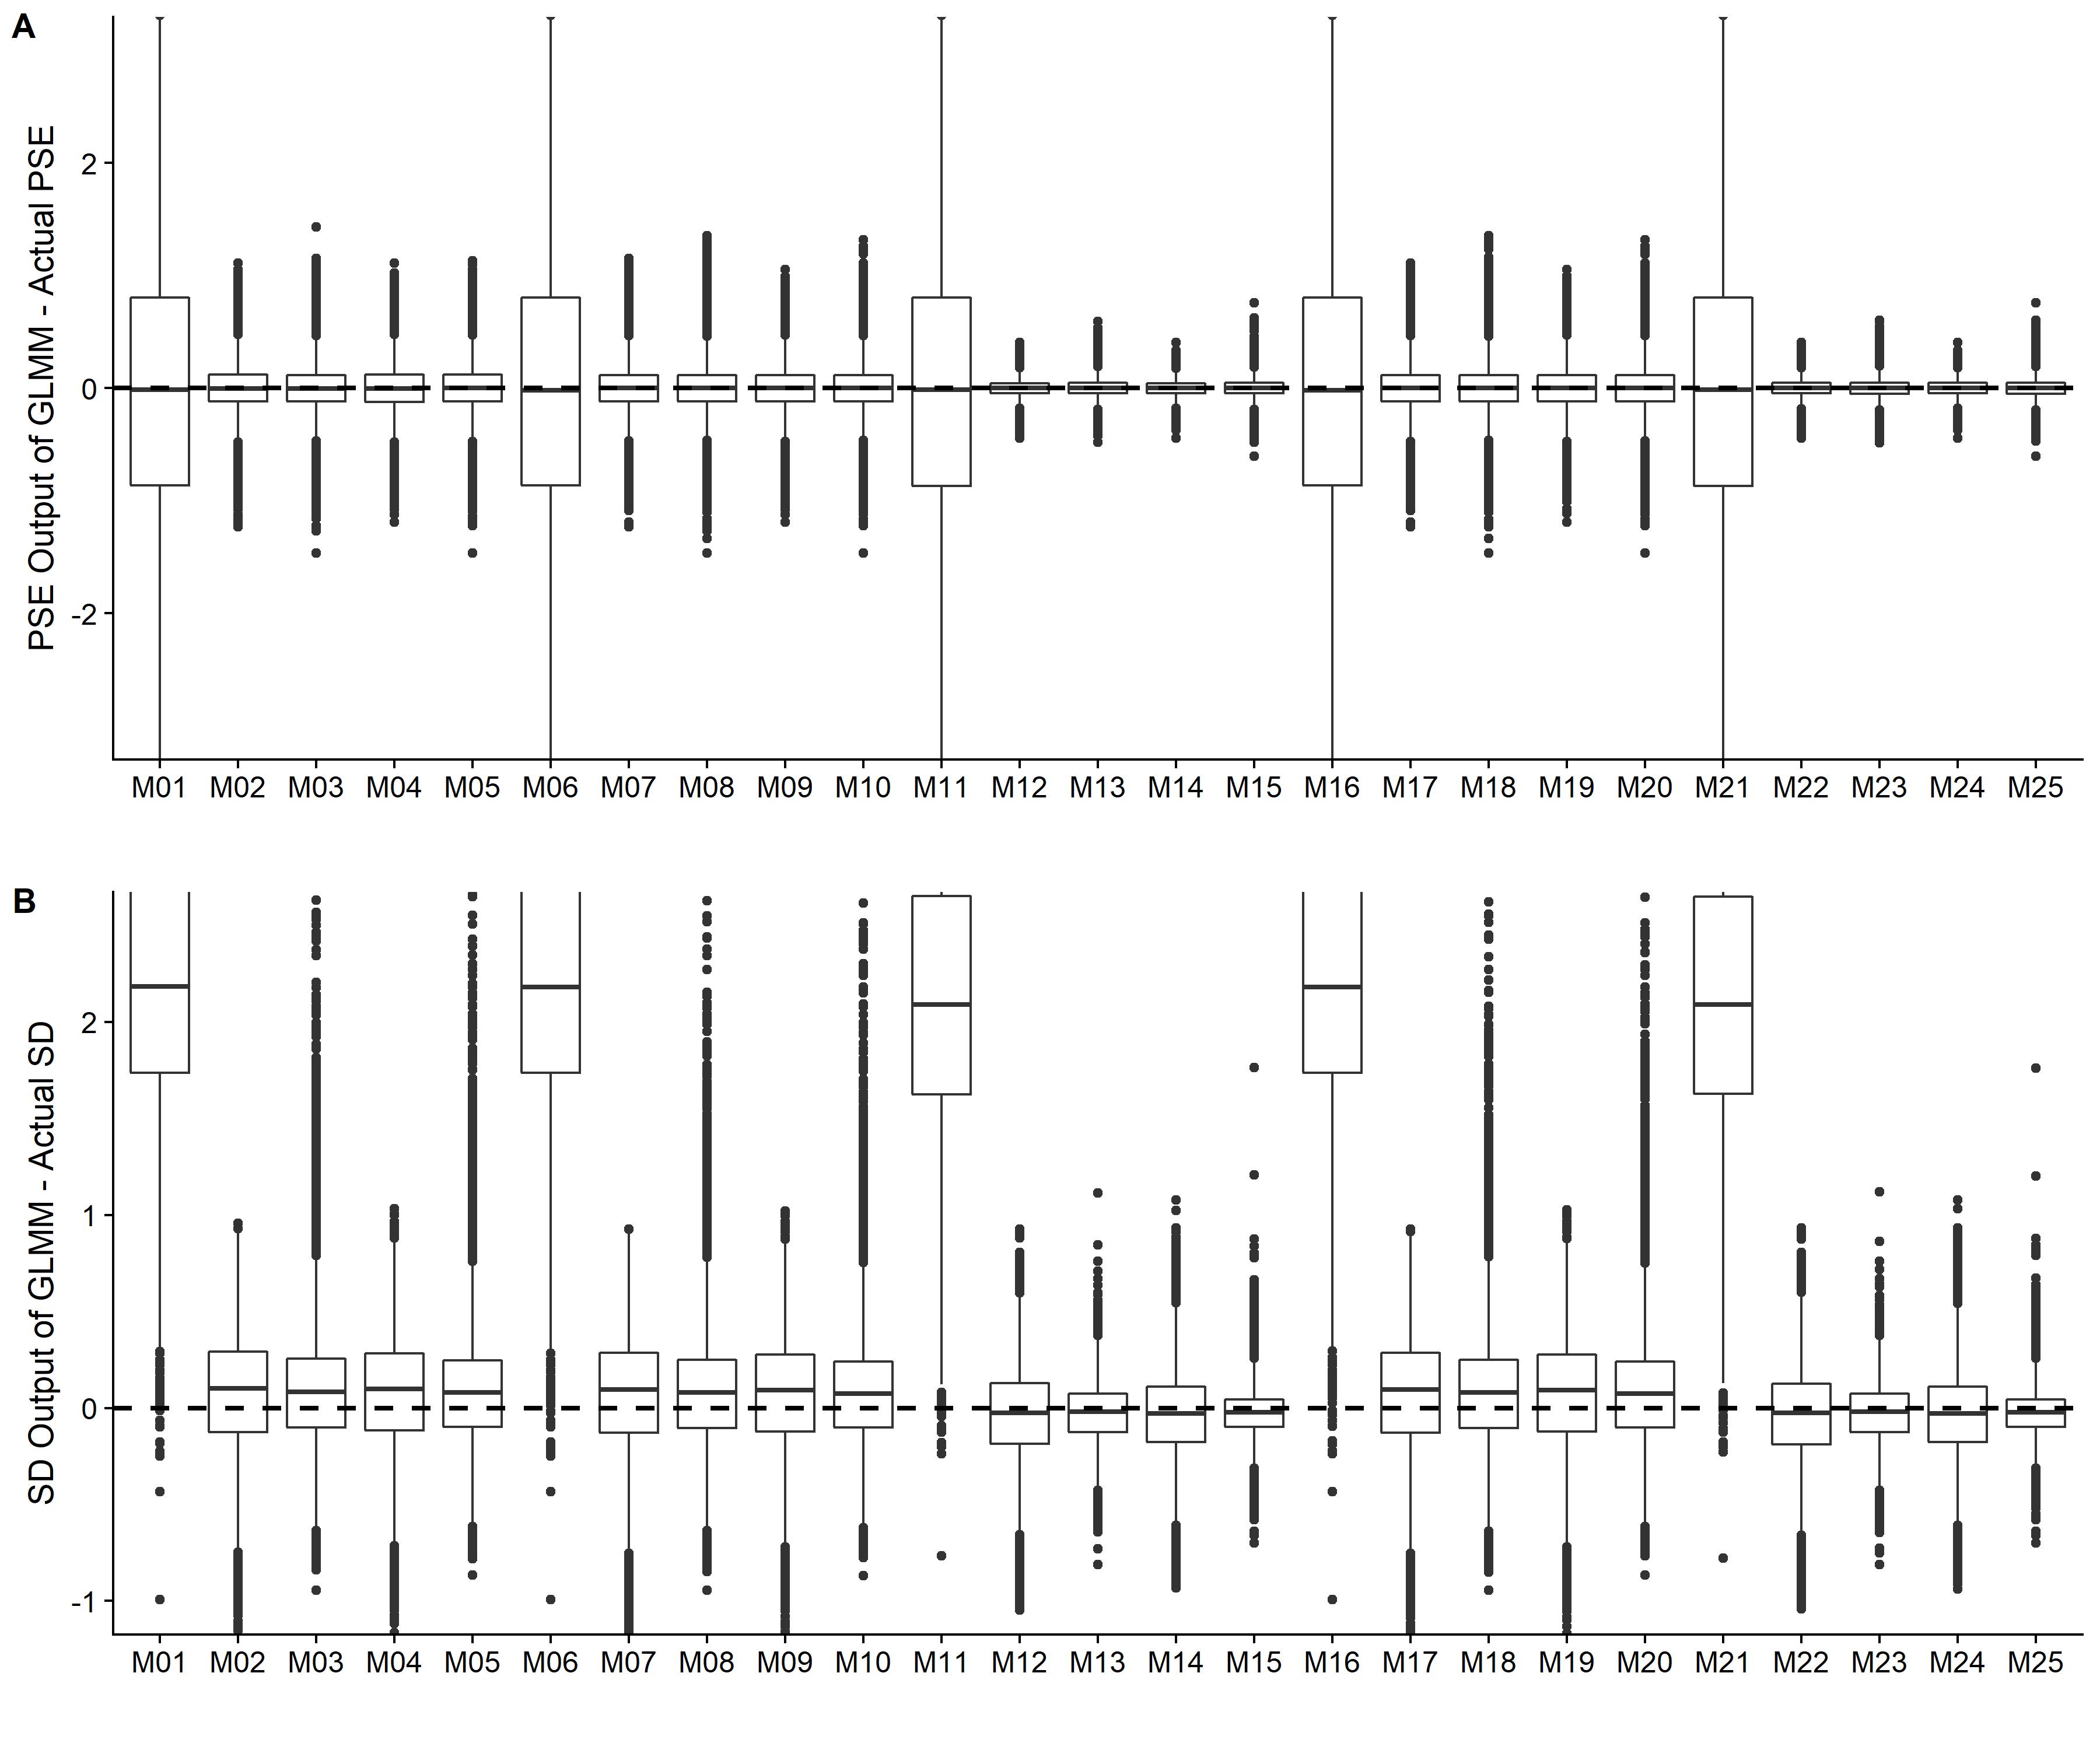 A
PSE Output of GLMM - Actual PSE
2
0
-2
M01 M02 M03 M04 M05 M06 M07 M08 M09 M10 M11 M12 M13 M14 M15 M16 M17 M18 M19 M20 M21 M22 M23 M24 M25
B
SD Output of GLMM - Actual SD
2
1
0
-1
M01 M02 M03 M04 M05 M06 M07 M08 M09 M10 M11 M12 M13 M14 M15 M16 M17 M18 M19 M20 M21 M22 M23 M24 M25